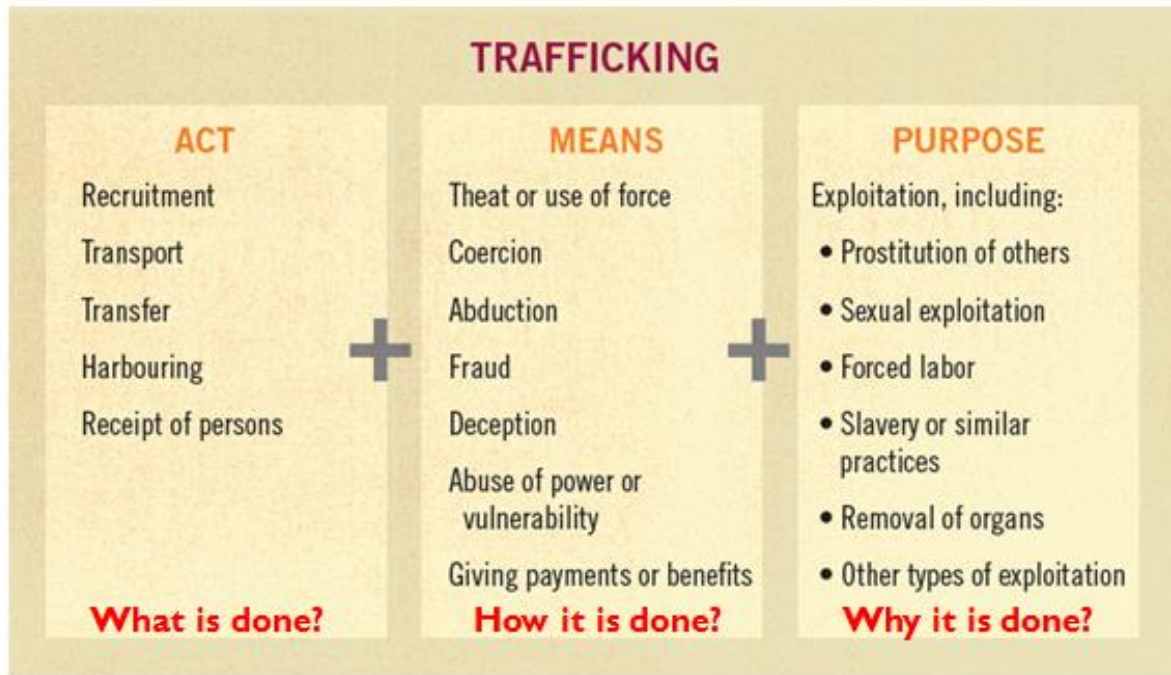 TRAFFICKING
ACT
Recruitment
Transport
Transfer
Harbouring
Receipt of persons
What is done?
+
MEANS
Theat or use of force
Coercion
Abduction
Fraud
Deception
Abuse of power or
vulnerability
Giving payments or benefits
How it is done?
+
PURPOSE
Exploitation, including:
• Prostitution of others
• Sexual exploitation
• Forced labor
• Slavery or similar
practices
• Removal of organs
• Other types of exploitation
Why it is done?